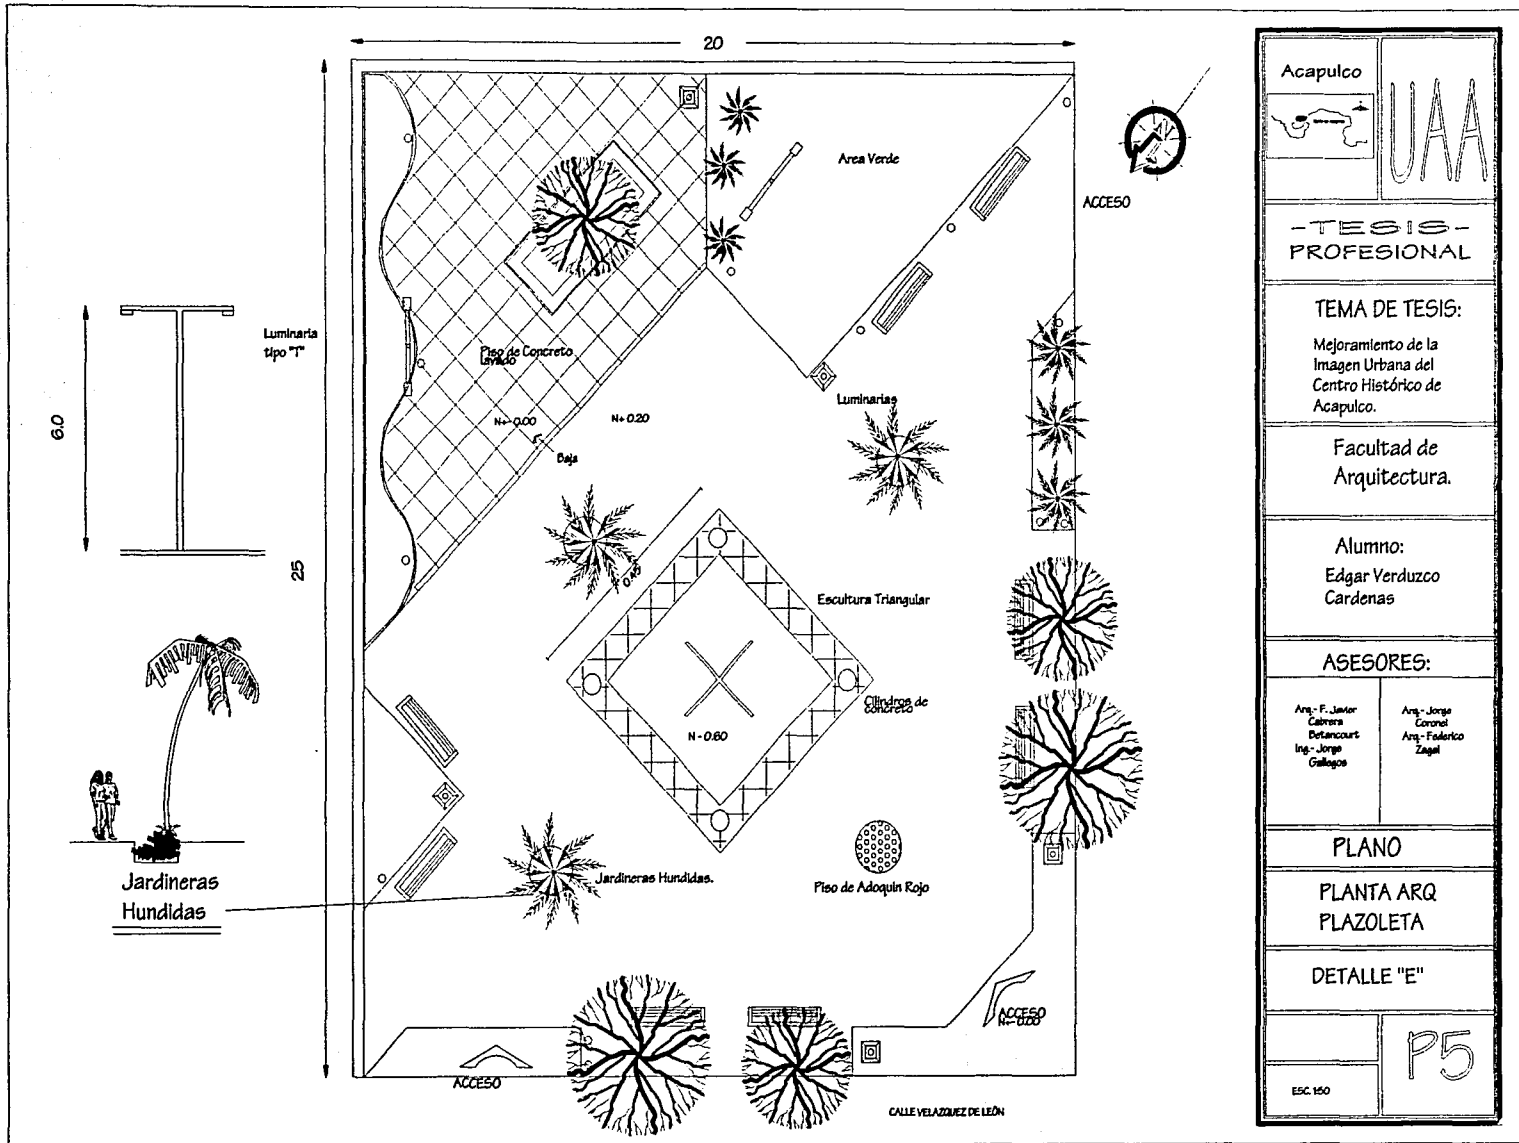 20
25
6.0
Luminaria
tipo "T"
Jardineras
Hundidas
Area Verde
ACCESO
Piso de Concreto
lavado
N+-0.00
N+ 0.20
Baja
Luminarias
0.45
Escultura Triangular
Cilindros de
concreto
N - 0.60
Jardineras Hundidas.
Piso de Adoquin Rojo
ACCESO
N+-0.00
ACCESO
CALLE VELAZQUEZ DE LEÓN
Acapulco
UAA
-TESIS-
PROFESIONAL
TEMA DE TESIS:
Mejoramiento de la
Imagen Urbana del
Centro Histórico de
Acapulco.
Facultad de
Arquitectura.
Alumno:
Edgar Verduzco
Cardenas
ASESORES:
Arq.- F. Javier
Cabrera
Betancourt
Ing.- Jorge
Gallegos
Arq.- Jorge
Coronel
Arq.- Federico
Zagal
PLANO
PLANTA ARQ
PLAZOLETA
DETALLE "E"
P5
ESC. 1:50